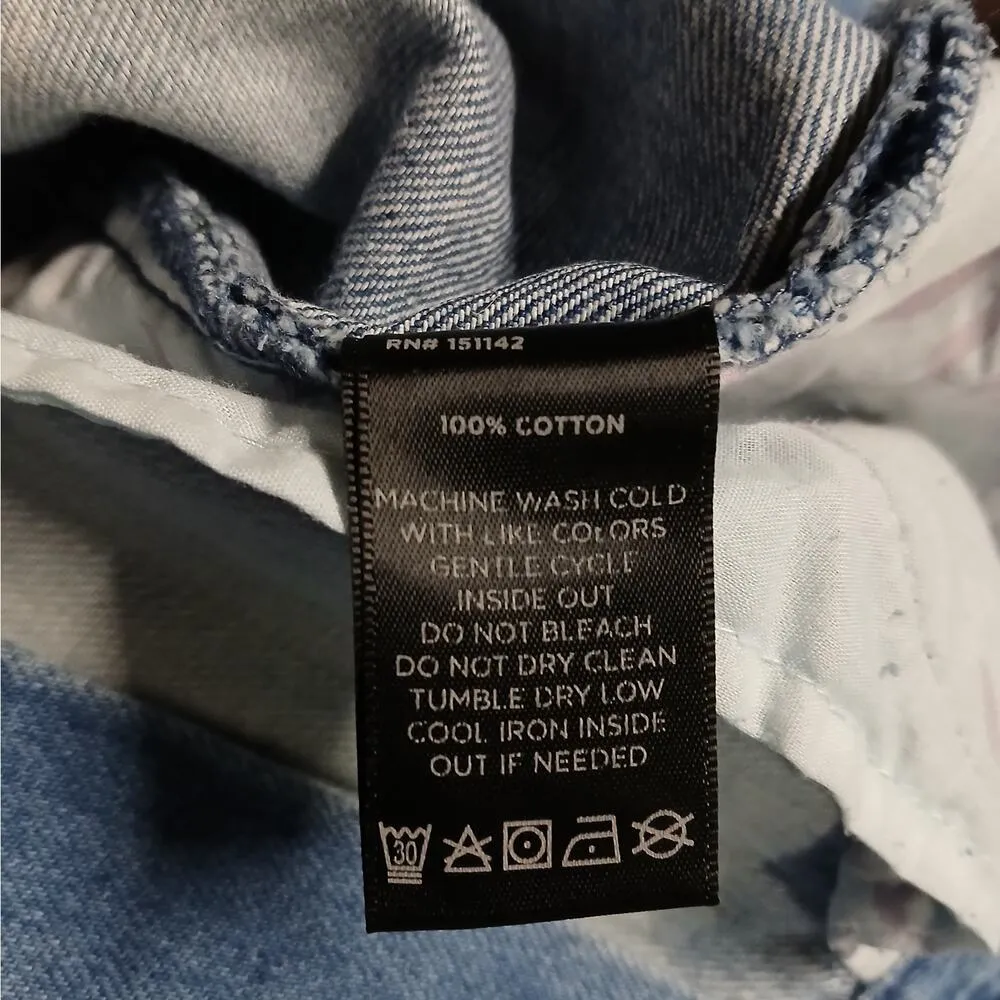 RN# 151142
100% COTTON
MACHINE WASH COLD
WITH LIKE COLORS
GENTLE CYCLE
INSIDE OUT
DO NOT BLEACH
DO NOT DRY CLEAN
TUMBLE DRY LOW
COOL IRON INSIDE
OUT IF NEEDED
30